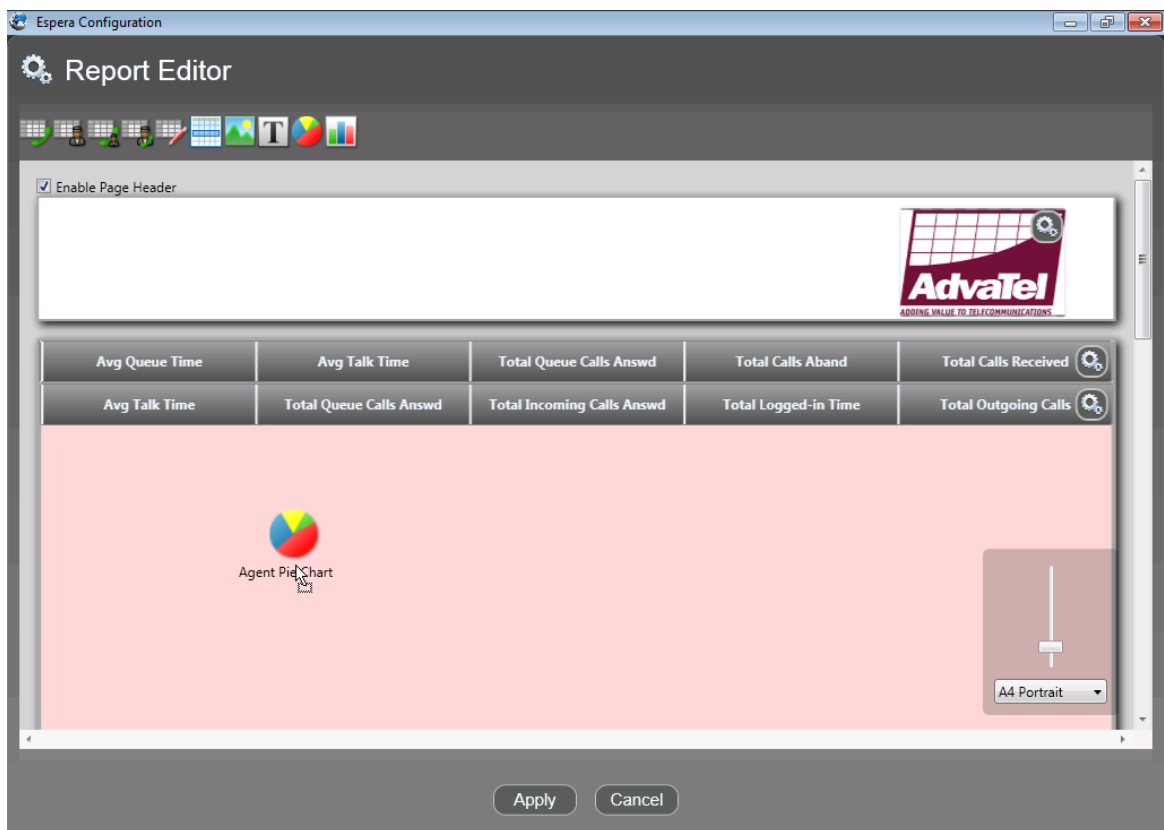 Espera Configuration
Report Editor
T
Enable Page Header
AdvaTel
ADDING VALUE TO TELECOMMUNICATIONS
Avg Queue Time Avg Talk Time Total Queue Calls Answd Total Calls Aband Total Calls Received
Avg Talk Time Total Queue Calls Answd Total Incoming Calls Answd Total Logged-in Time Total Outgoing Calls
Agent Pie Chart
A4 Portrait
Apply Cancel